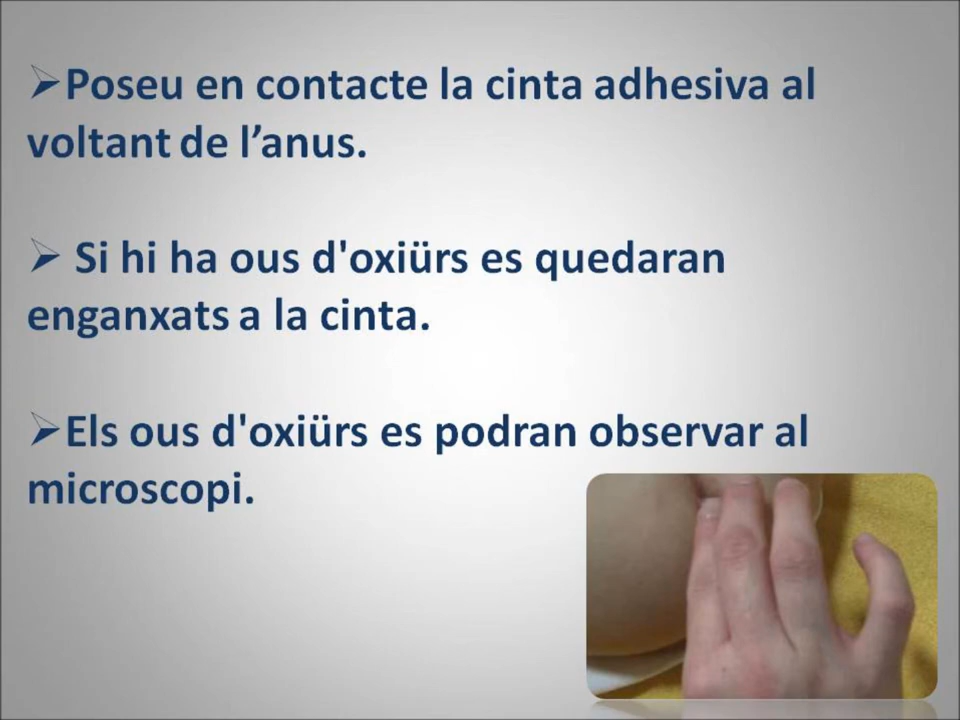 ➢Poseu en contacte la cinta adhesiva al
voltant de l’anus.
➢ Si hi ha ous d'oxiürs es quedaran
enganxats a la cinta.
➢Els ous d'oxiürs es podran observar al
microscopi.